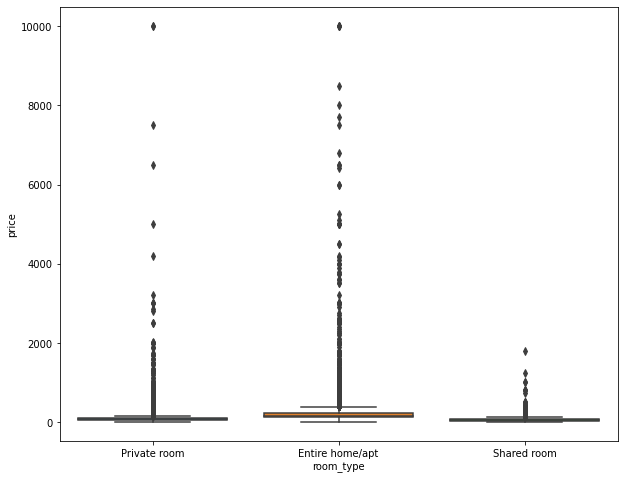 10000
8000
6000
4000
2000
0
price
Private room
Entire home/apt
Shared room
room_type